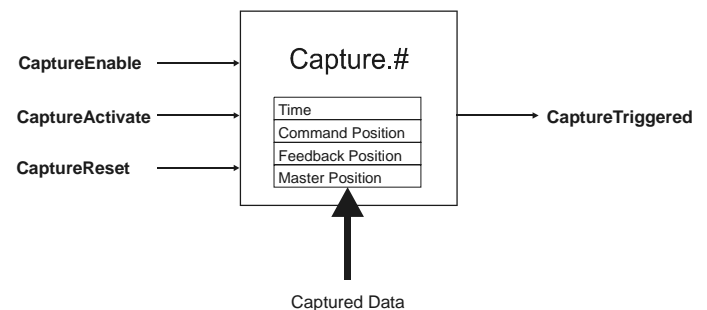 Capture.#
CaptureEnable
CaptureActivate
CaptureReset
Time
Command Position
Feedback Position
Master Position
CaptureTriggered
Captured Data